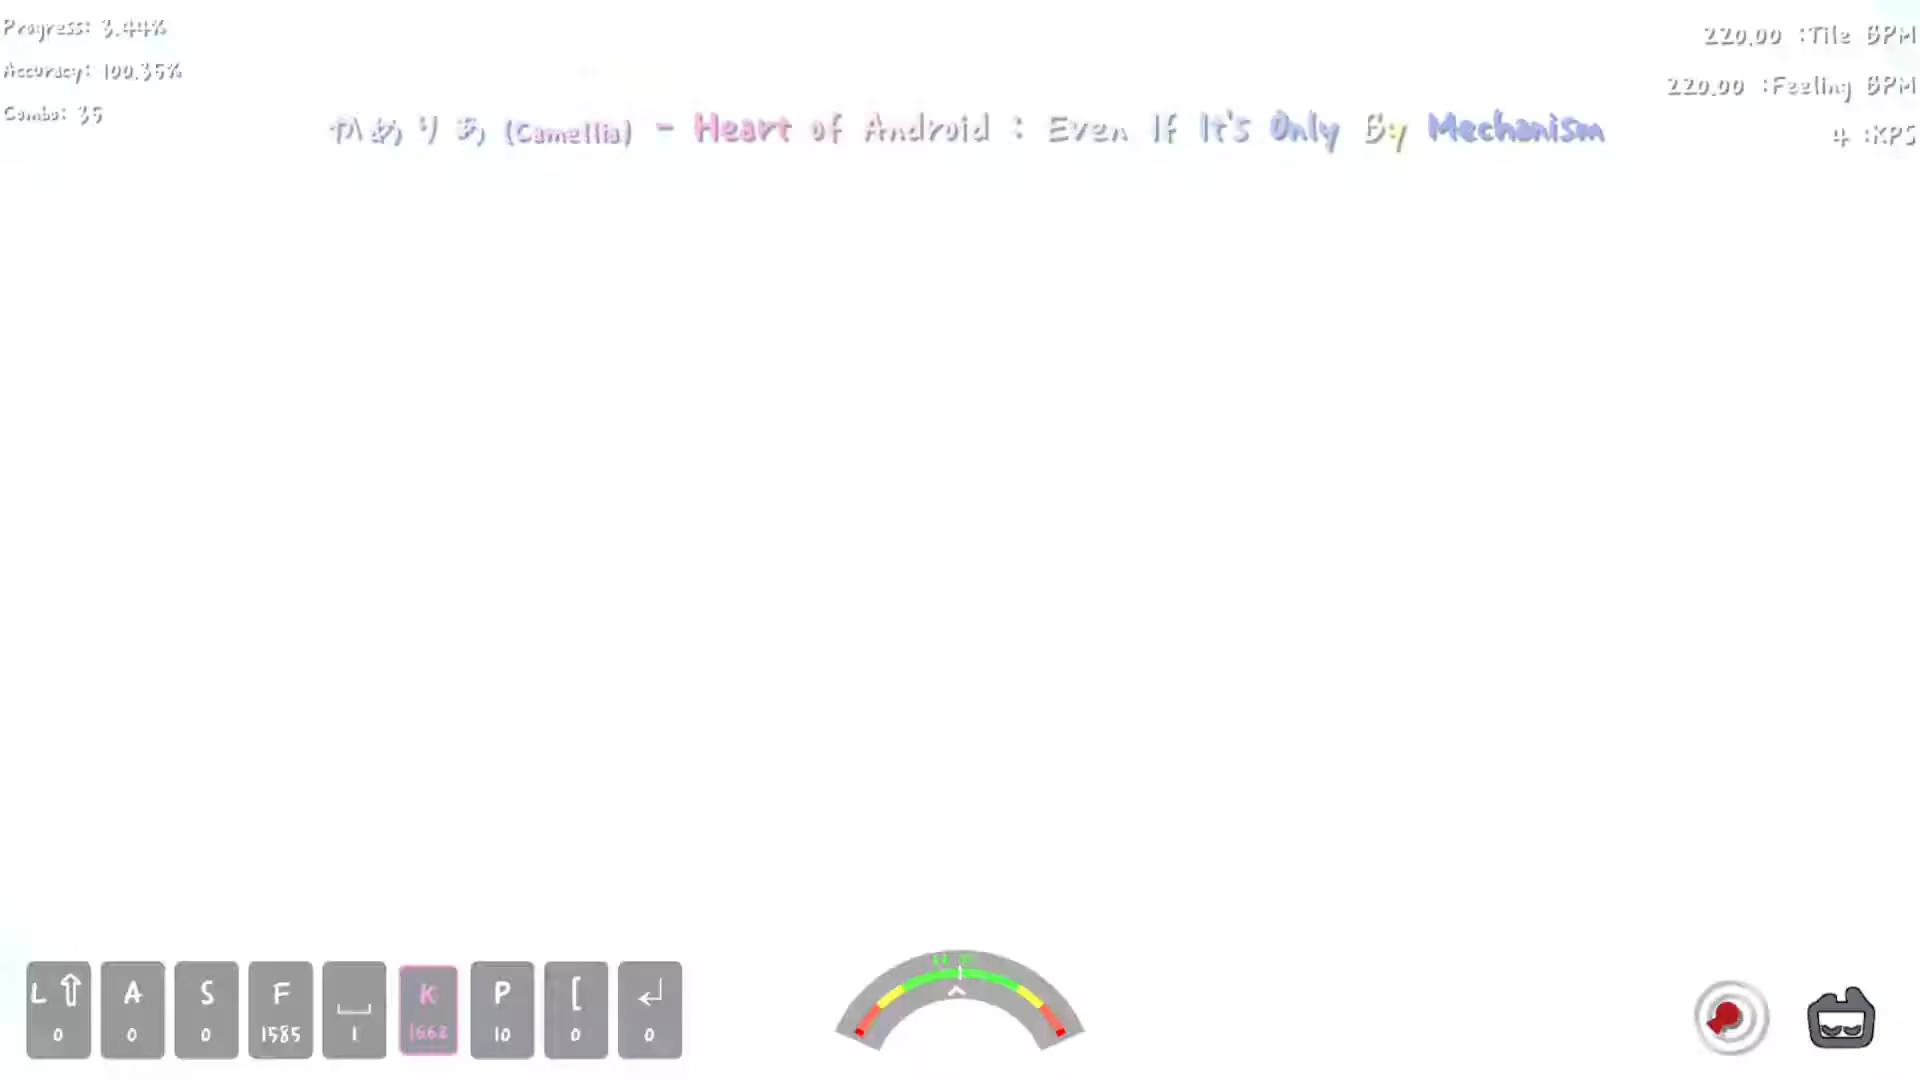 Progress: 3.44%
Accuracy: 100.35%
Combo: 35
220.00 :Tile BPM
220.00 :Feeling BPM
4 :KPS
かめりあ (Camellia) - Heart of Android : Even If It's Only By Mechanism
L⇧ A S F ⎵ K P [ ↵
0 0 0 1585 1 1662 10 0 0